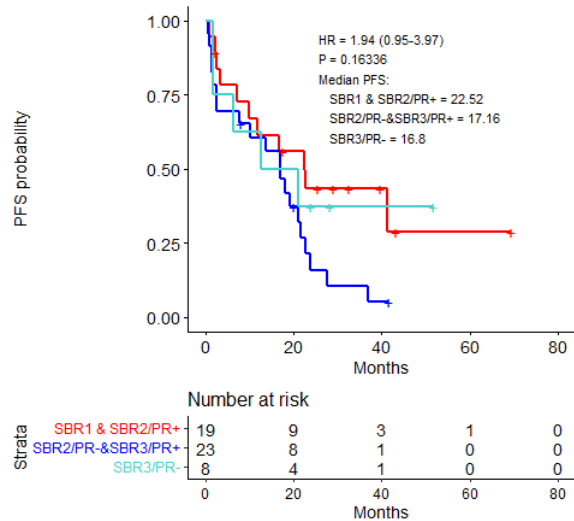 1.00
0.75
0.50
0.25
0.00
PFS probability
HR = 1.94 (0.95-3.97)
P = 0.16336
Median PFS:
SBR1 & SBR2/PR+ = 22.52
SBR2/PR-&SBR3/PR+ = 17.16
SBR3/PR- = 16.8
0 20 40 60 80
Months
Number at risk
Strata
SBR1 & SBR2/PR+ 19 9 3 1 0
SBR2/PR-&SBR3/PR+ 23 8 1 0 0
SBR3/PR- 8 4 1 0 0
0 20 40 60 80
Months